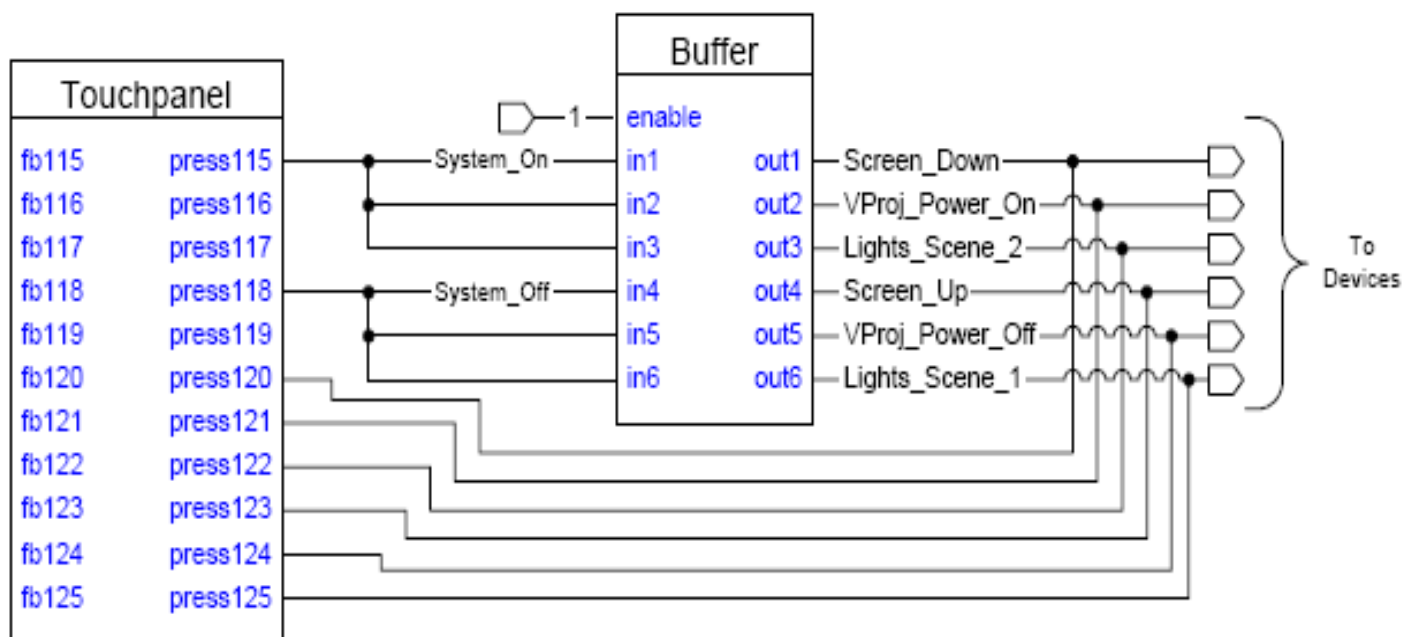 Buffer
Touchpanel
1 enable
fb115 press115 System_On in1 out1 Screen_Down
fb116 press116 in2 out2 VProj_Power_On
fb117 press117 in3 out3 Lights_Scene_2
To
Devices
fb118 press118 System_Off in4 out4 Screen_Up
fb119 press119 in5 out5 VProj_Power_Off
fb120 press120 in6 out6 Lights_Scene_1
fb121 press121
fb122 press122
fb123 press123
fb124 press124
fb125 press125